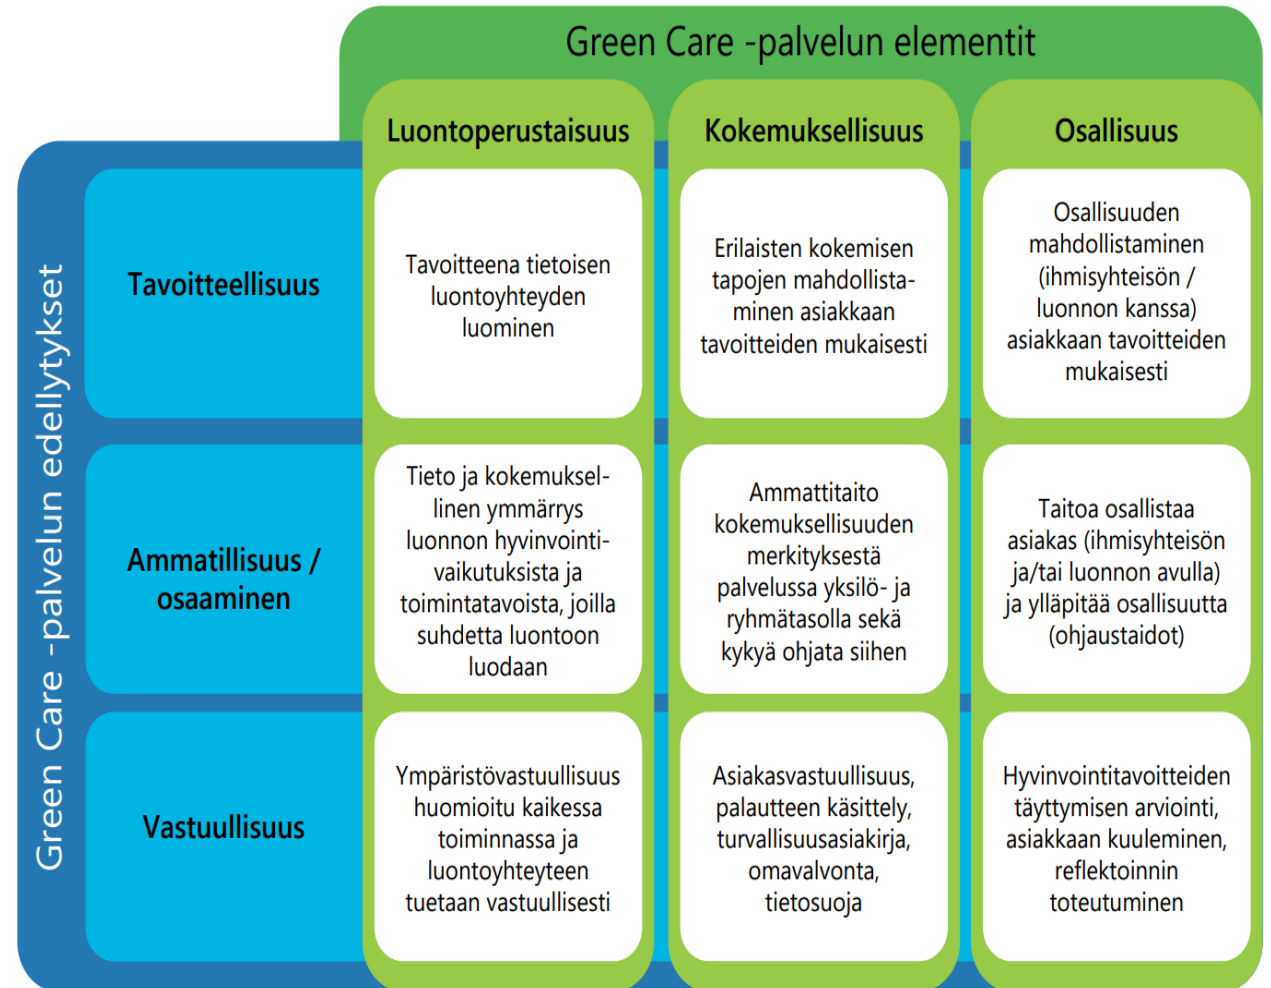 Green Care -palvelun elementit
Luontoperustaisuus
Kokemuksellisuus
Osallisuus
Green Care -palvelun edellytykset
Tavoitteellisuus
Tavoitteena tietoisen
luontoyhteyden
luominen
Erilaisten kokemisen
tapojen mahdollista-
minen asiakkaan
tavoitteiden mukaisesti
Osallisuuden
mahdollistaminen
(ihmisyhteisön /
luonnon kanssa)
asiakkaan tavoitteiden
mukaisesti
Ammatillisuus /
osaaminen
Tieto ja kokemuksel-
linen ymmärrys
luonnon hyvinvointi-
vaikutuksista ja
toimintatavoista, joilla
suhdetta luontoon
luodaan
Ammattitaito
kokemuksellisuuden
merkityksestä
palvelussa yksilö- ja
ryhmätasolla sekä
kykyä ohjata siihen
Taitoa osallistaa
asiakas (ihmisyhteisön
ja/tai luonnon avulla)
ja ylläpitää osallisuutta
(ohjaustaidot)
Vastuullisuus
Ympäristövastuullisuus
huomioitu kaikessa
toiminnassa ja
luontoyhteyteen
tuetaan vastuullisesti
Asiakasvastuullisuus,
palautteen käsittely,
turvallisuusasiakirja,
omavalvonta,
tietosuoja
Hyvinvointitavoitteiden
täyttymisen arviointi,
asiakkaan kuuleminen,
reflektoinnin
toteutuminen